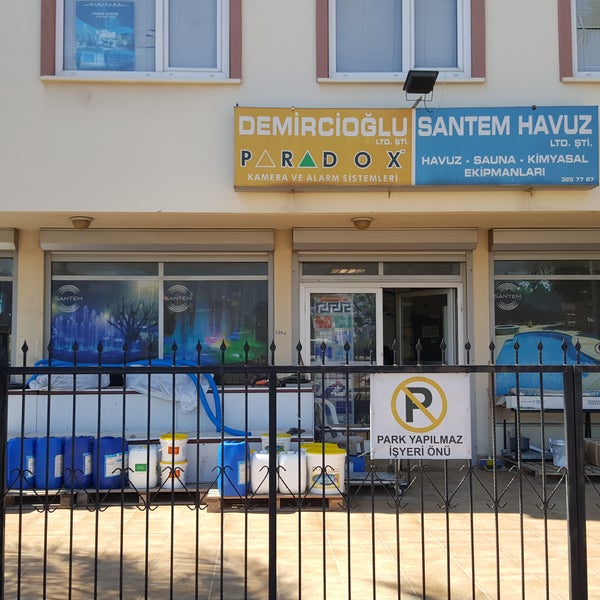 DEMİRCİOĞLU
LTD. ŞTİ.
PARADOX
KAMERA VE ALARM SİSTEMLERİ
SANTEM HAVUZ
LTD. ŞTİ.
HAVUZ - SAUNA - KİMYASAL
EKİPMANLARI
325 77 67
SANTEM
SANTEM
SANTEM
P
PARK YAPILMAZ
İŞYERİ ÖNÜ